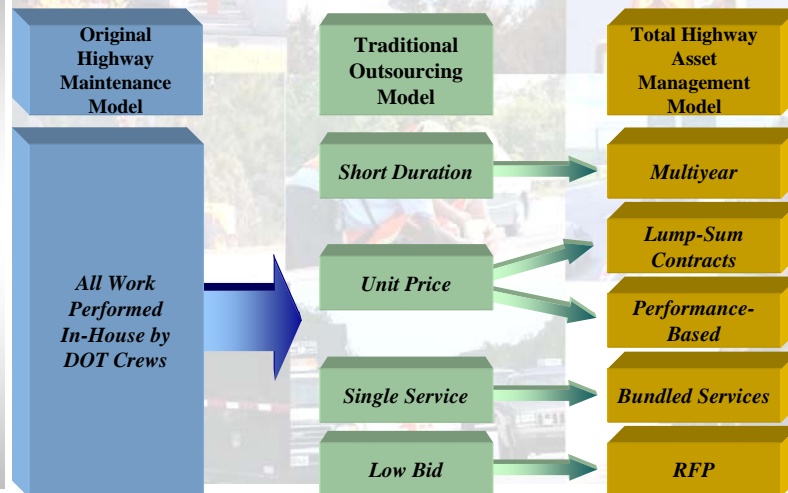 Original
Highway
Maintenance
Model
Traditional
Outsourcing
Model
Total Highway
Asset
Management
Model
All Work
Performed
In-House by
DOT Crews
Short Duration
Multiyear
Unit Price
Lump-Sum
Contracts
Performance-
Based
Single Service
Bundled Services
Low Bid
RFP